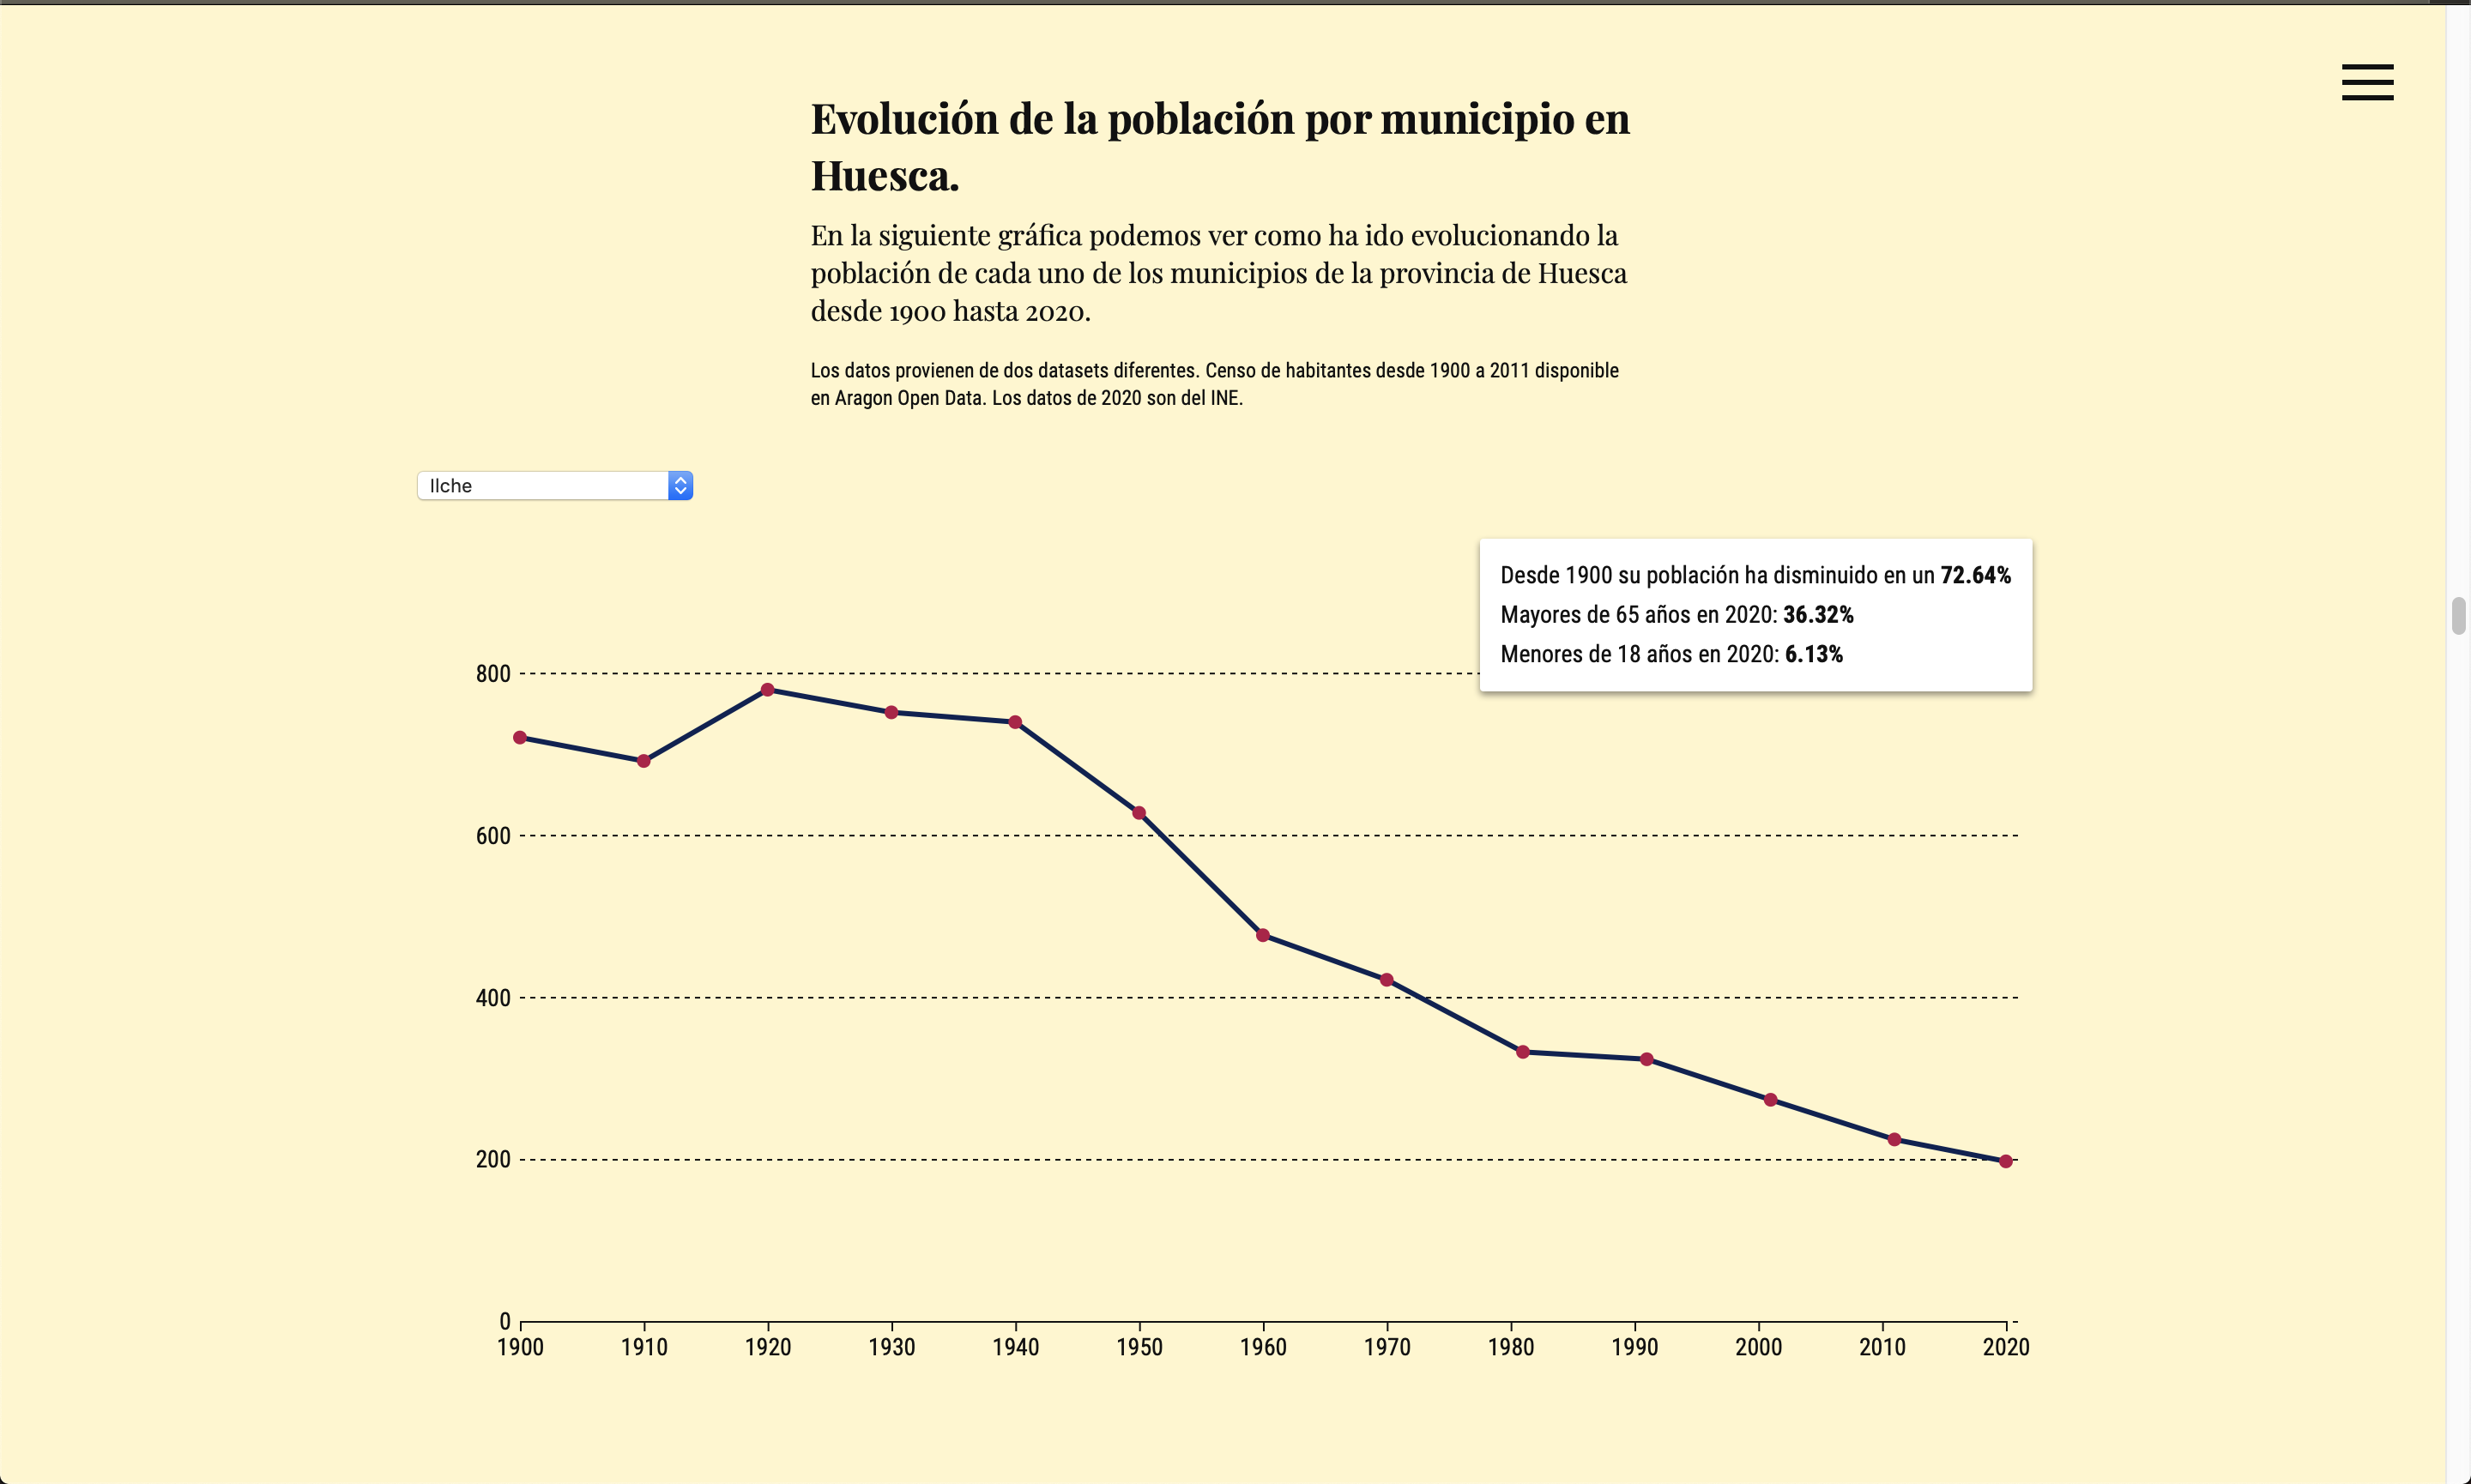 Evolución de la población por municipio en
Huesca.
En la siguiente gráfica podemos ver como ha ido evolucionando la
población de cada uno de los municipios de la provincia de Huesca
desde 1900 hasta 2020.
Los datos provienen de dos datasets diferentes. Censo de habitantes desde 1900 a 2011 disponible
en Aragon Open Data. Los datos de 2020 son del INE.
Ilche
Desde 1900 su población ha disminuido en un 72.64%
Mayores de 65 años en 2020: 36.32%
Menores de 18 años en 2020: 6.13%
800
600
400
200
0
1900 1910 1920 1930 1940 1950 1960 1970 1980 1990 2000 2010 2020